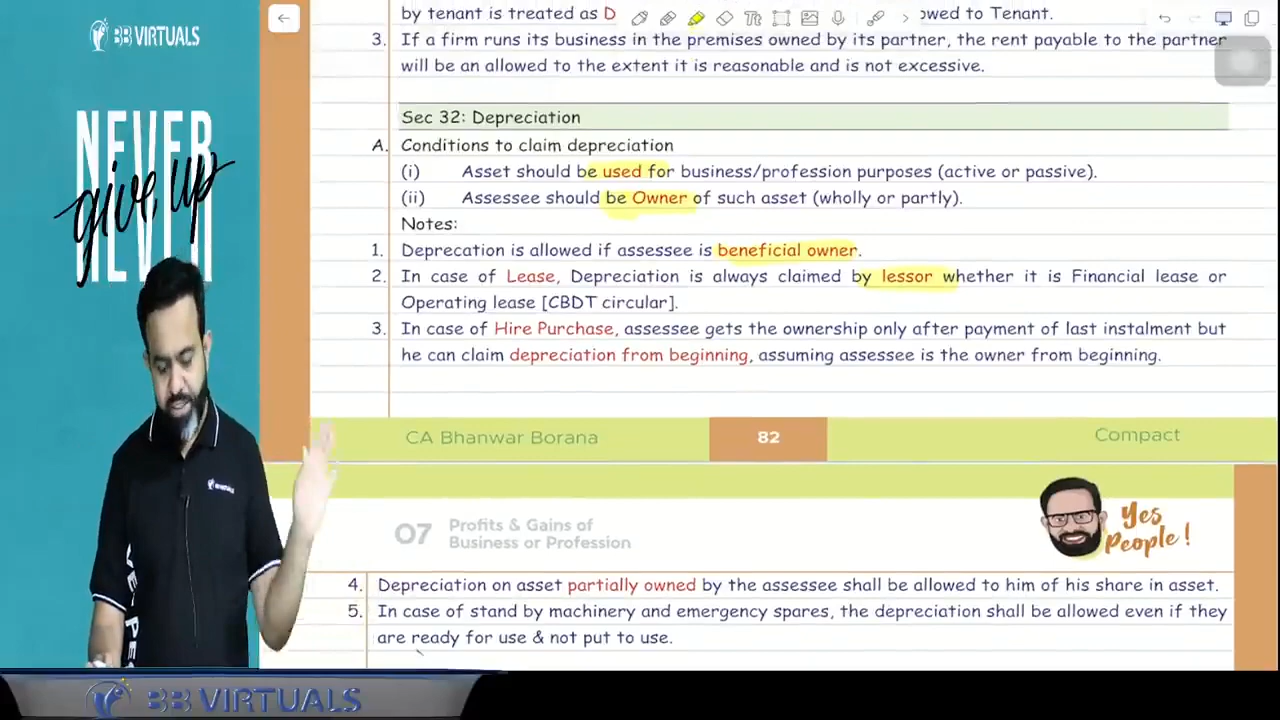 BB VIRTUALS
NEVER
give up
NEVER
by tenant is treated as D
owed to Tenant.
3. If a firm runs its business in the premises owned by its partner, the rent payable to the partner
will be an allowed to the extent it is reasonable and is not excessive.
Sec 32: Depreciation
A. Conditions to claim depreciation
(i) Asset should be used for business/profession purposes (active or passive).
(ii) Assessee should be Owner of such asset (wholly or partly).
Notes:
1. Deprecation is allowed if assessee is beneficial owner.
2. In case of Lease, Depreciation is always claimed by lessor whether it is Financial lease or
Operating lease [CBDT circular].
3. In case of Hire Purchase, assessee gets the ownership only after payment of last instalment but
he can claim depreciation from beginning, assuming assessee is the owner from beginning.
CA Bhanwar Borana 82 Compact
07 Profits & Gains of
Business or Profession
Yes
People!
4. Depreciation on asset partially owned by the assessee shall be allowed to him of his share in asset.
5. In case of stand by machinery and emergency spares, the depreciation shall be allowed even if they
are ready for use & not put to use.
BB VIRTUALS